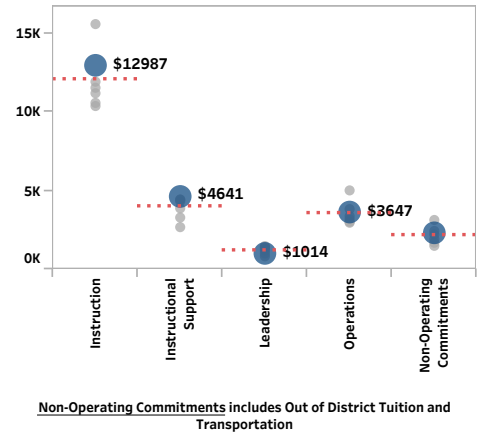 15K
$12987
10K
5K
$4641
$3647
$1014
0K
Instruction
Instructional
Support
Leadership
Operations
Non-Operating
Commitments
Non-Operating Commitments includes Out of District Tuition and
Transportation